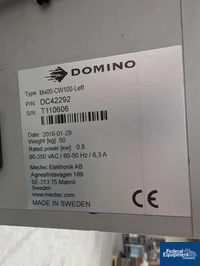 DOMINO
Type: M400-CW100-Left
P/N DC42292
S/N T110606
Date: 2016-01-29
Weight [kg] 50
Rated power [kw] 0.8
90-250 VAC / 50-60 Hz / 6,3 A
Mectec Elektronik AB
Agnesfridsvägen 189
SE-213 75 Malmö
Sweden
www.mectec.com
MADE IN SWEDEN
Federal Equipment
Company